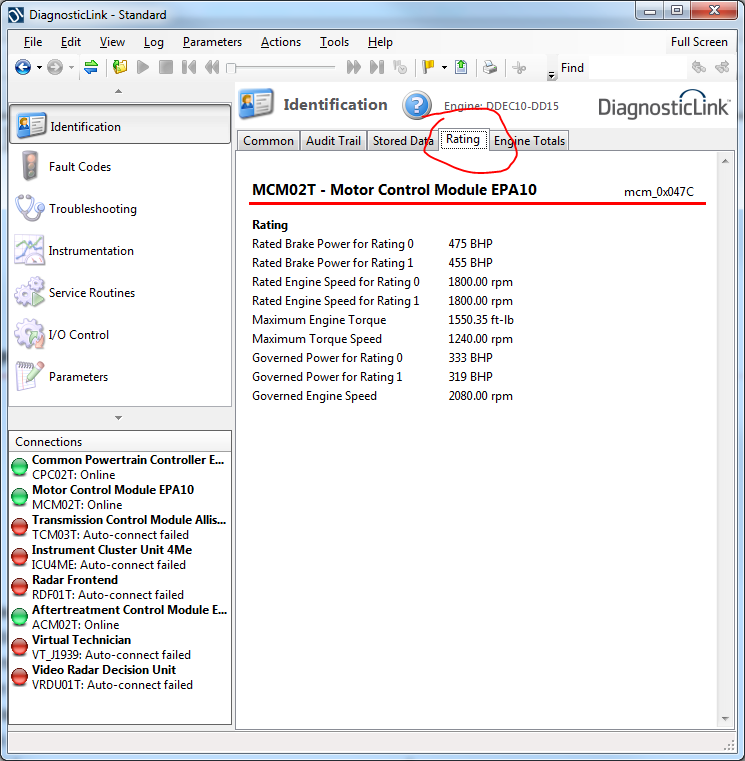 DiagnosticLink - Standard
File Edit View Log Parameters Actions Tools Help Full Screen
Find
Identification
Fault Codes
Troubleshooting
Instrumentation
Service Routines
I/O Control
Parameters
Connections
Common Powertrain Controller E...
CPC02T: Online
Motor Control Module EPA10
MCM02T: Online
Transmission Control Module Allis...
TCM03T: Auto-connect failed
Instrument Cluster Unit 4Me
ICU4ME: Auto-connect failed
Radar Frontend
RDF01T: Auto-connect failed
Aftertreatment Control Module E...
ACM02T: Online
Virtual Technician
VT_J1939: Auto-connect failed
Video Radar Decision Unit
VRDU01T: Auto-connect failed
Identification ? Engine: DDEC10-DD15 DiagnosticLink
Common Audit Trail Stored Data Rating Engine Totals
MCM02T - Motor Control Module EPA10 mcm_0x047C
Rating
Rated Brake Power for Rating 0 475 BHP
Rated Brake Power for Rating 1 455 BHP
Rated Engine Speed for Rating 0 1800.00 rpm
Rated Engine Speed for Rating 1 1800.00 rpm
Maximum Engine Torque 1550.35 ft-lb
Maximum Torque Speed 1240.00 rpm
Governed Power for Rating 0 333 BHP
Governed Power for Rating 1 319 BHP
Governed Engine Speed 2080.00 rpm